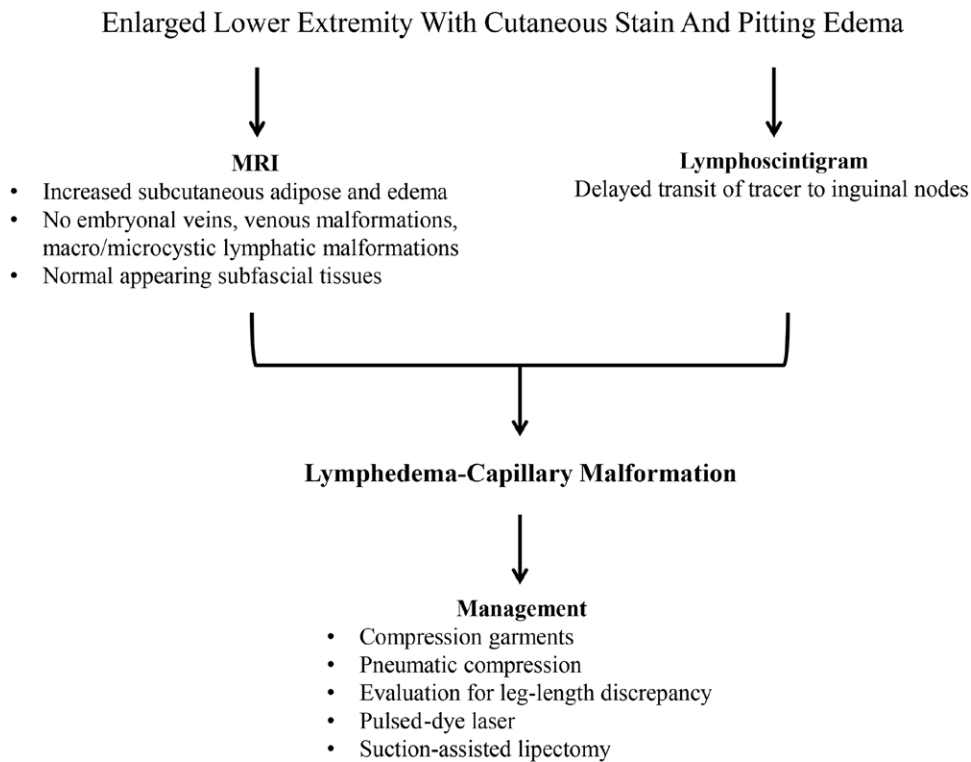 Enlarged Lower Extremity With Cutaneous Stain And Pitting Edema
MRI
• Increased subcutaneous adipose and edema
• No embryonal veins, venous malformations,
macro/microcystic lymphatic malformations
• Normal appearing subfascial tissues
Lymphoscintigram
Delayed transit of tracer to inguinal nodes
Lymphedema-Capillary Malformation
Management
• Compression garments
• Pneumatic compression
• Evaluation for leg-length discrepancy
• Pulsed-dye laser
• Suction-assisted lipectomy